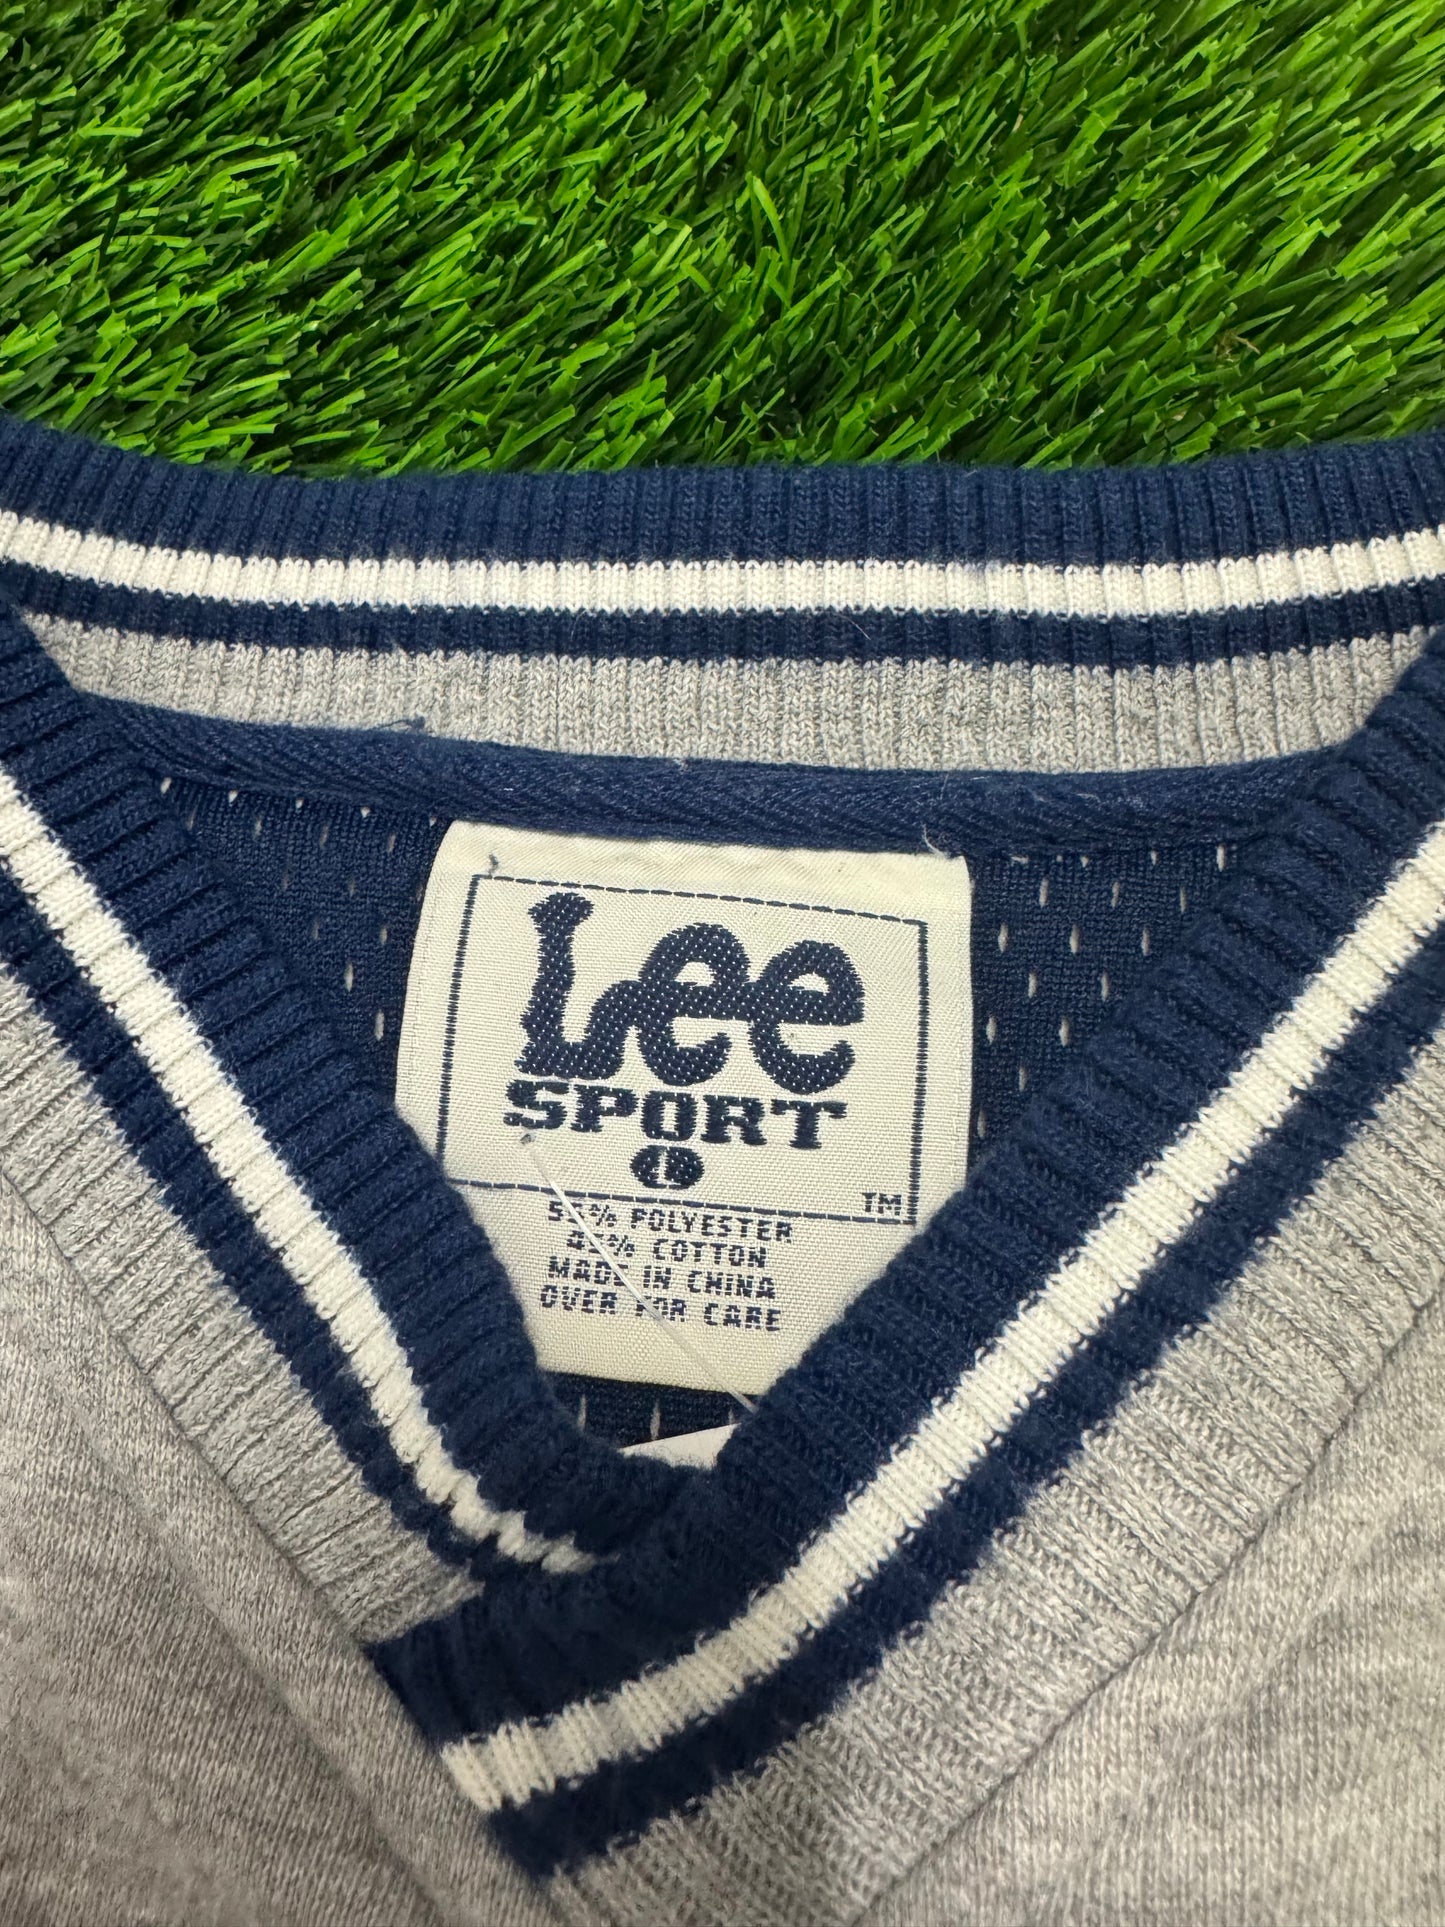 Lee
SPORT
L
TM
55% POLYESTER
45% COTTON
MADE IN CHINA
OVER FOR CARE